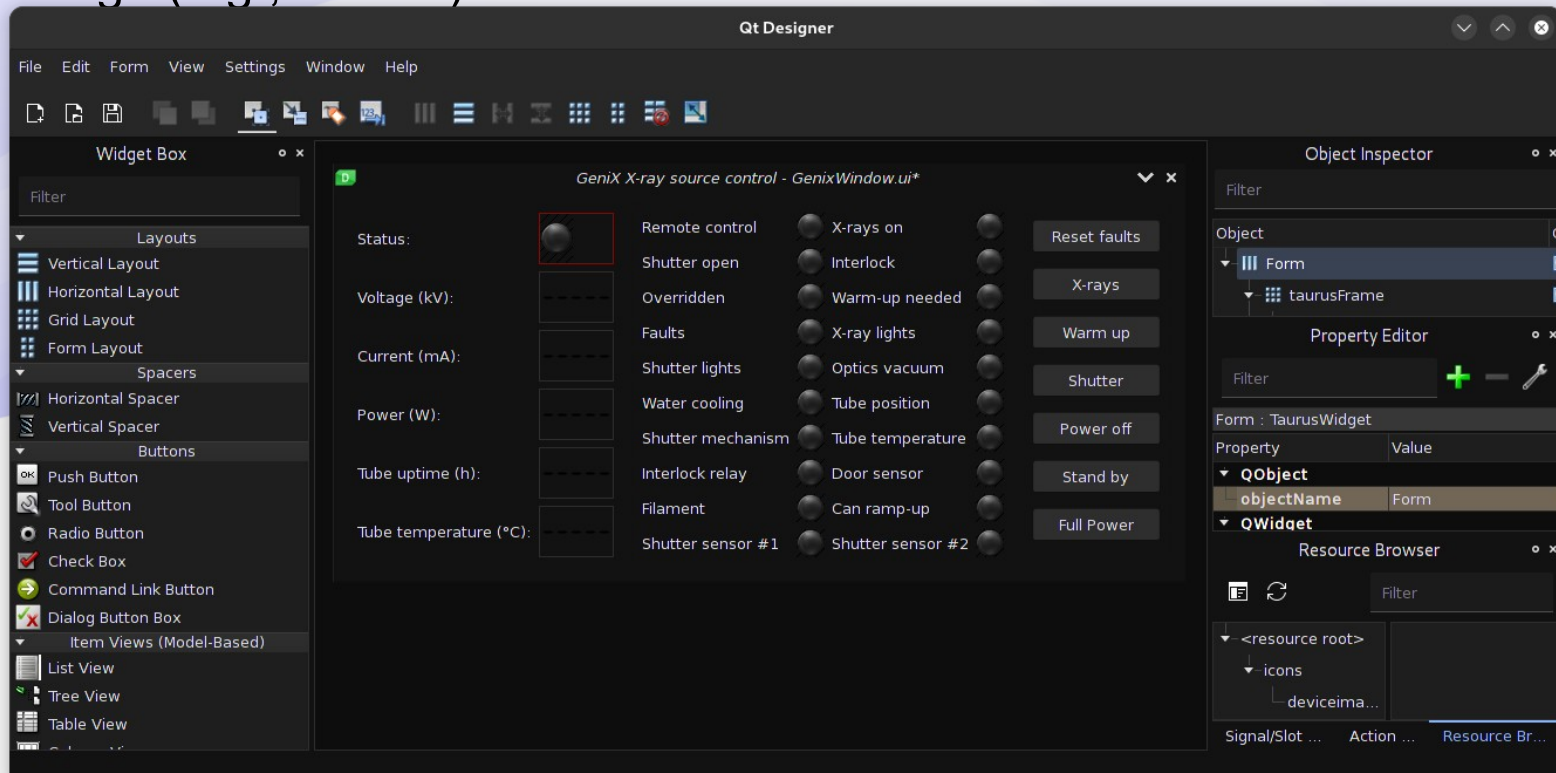 Qt Designer
File Edit Form View Settings Window Help
Widget Box
Filter
Layouts
Vertical Layout
Horizontal Layout
Grid Layout
Form Layout
Spacers
Horizontal Spacer
Vertical Spacer
Buttons
OK Push Button
Tool Button
Radio Button
Check Box
Command Link Button
Dialog Button Box
Item Views (Model-Based)
List View
Tree View
Table View
GeniX X-ray source control - GenixWindow.ui*
Status:
Voltage (kV):
Current (mA):
Power (W):
Tube uptime (h):
Tube temperature (°C):
Remote control X-rays on
Shutter open Interlock
Overridden Warm-up needed
Faults X-ray lights
Shutter lights Optics vacuum
Water cooling Tube position
Shutter mechanism Tube temperature
Interlock relay Door sensor
Filament Can ramp-up
Shutter sensor #1 Shutter sensor #2
Reset faults
X-rays
Warm up
Shutter
Power off
Stand by
Full Power
Object Inspector
Filter
Object
Form
taurusFrame
Property Editor
Filter
Form : TaurusWidget
Property Value
QObject
objectName Form
QWidget
Resource Browser
Filter
<resource root>
icons
deviceima...
Signal/Slot ... Action ... Resource Br...